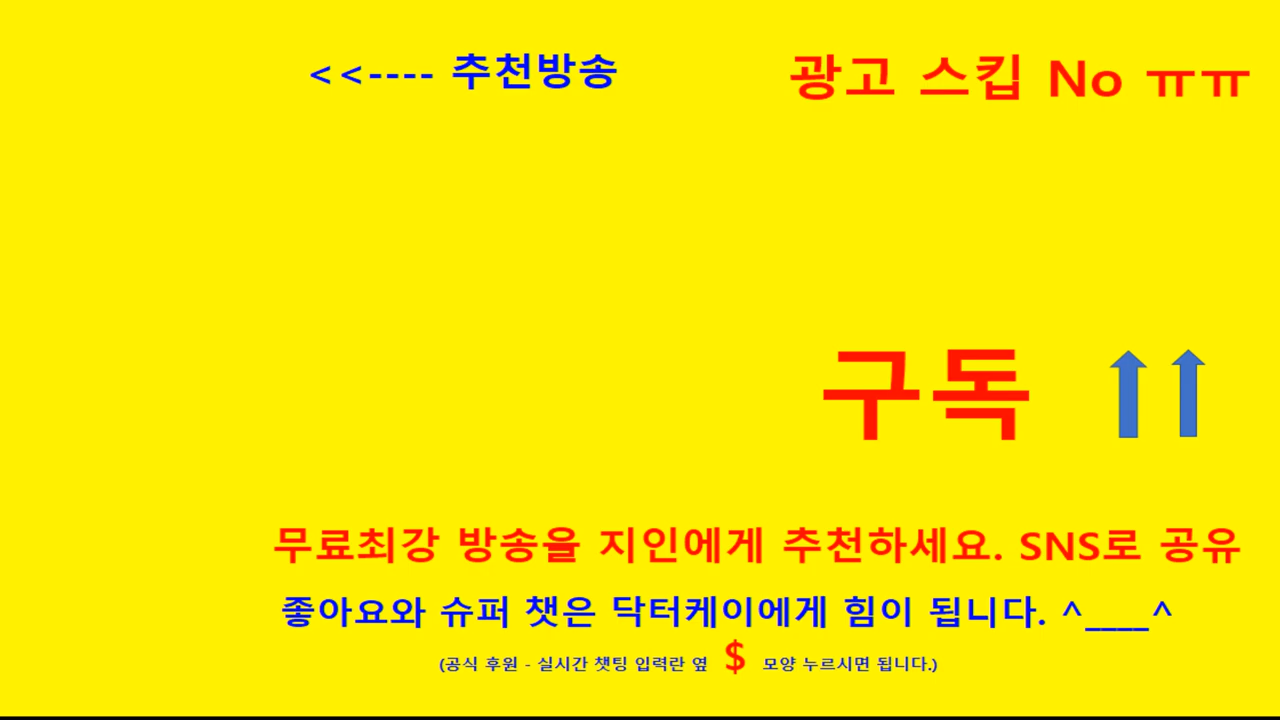 <<---- 추천방송
광고 스킵 No ㅠㅠ
구독
무료최강 방송을 지인에게 추천하세요. SNS로 공유
좋아요와 슈퍼 챗은 닥터케이에게 힘이 됩니다. ^____^
(공식 후원 - 실시간 챗팅 입력란 옆 $ 모양 누르시면 됩니다.)